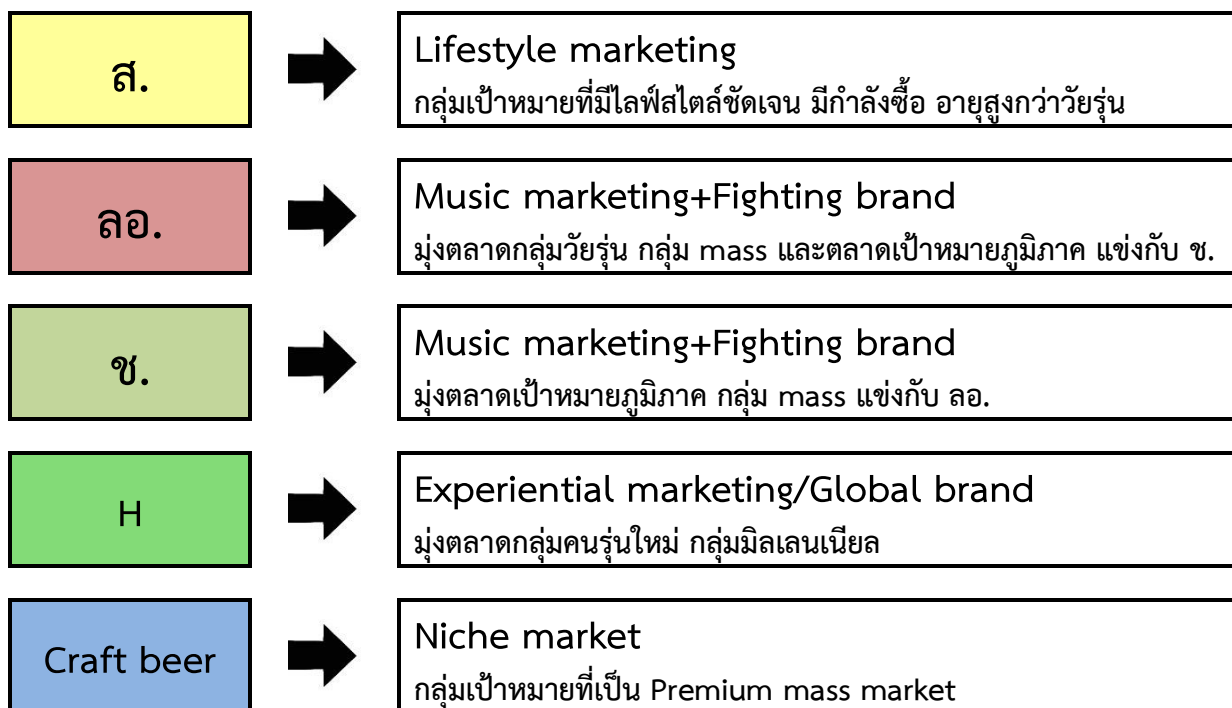 ส.
Lifestyle marketing
กลุ่มเป้าหมายที่มีไลฟ์สไตล์ชัดเจน มีกำลังซื้อ อายุสูงกว่าวัยรุ่น
ลอ.
Music marketing+Fighting brand
มุ่งตลาดกลุ่มวัยรุ่น กลุ่ม mass และตลาดเป้าหมายภูมิภาค แข่งกับ ช.
ช.
Music marketing+Fighting brand
มุ่งตลาดเป้าหมายภูมิภาค กลุ่ม mass แข่งกับ ลอ.
H
Experiential marketing/Global brand
มุ่งตลาดกลุ่มคนรุ่นใหม่ กลุ่มมิลเลนเนียล
Craft beer
Niche market
กลุ่มเป้าหมายที่เป็น Premium mass market